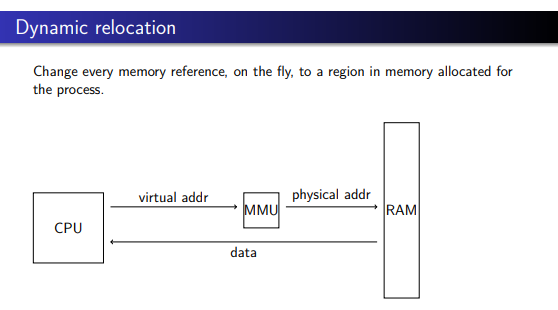 Dynamic relocation
Change every memory reference, on the fly, to a region in memory allocated for
the process.
virtual addr
physical addr
CPU
MMU
RAM
data